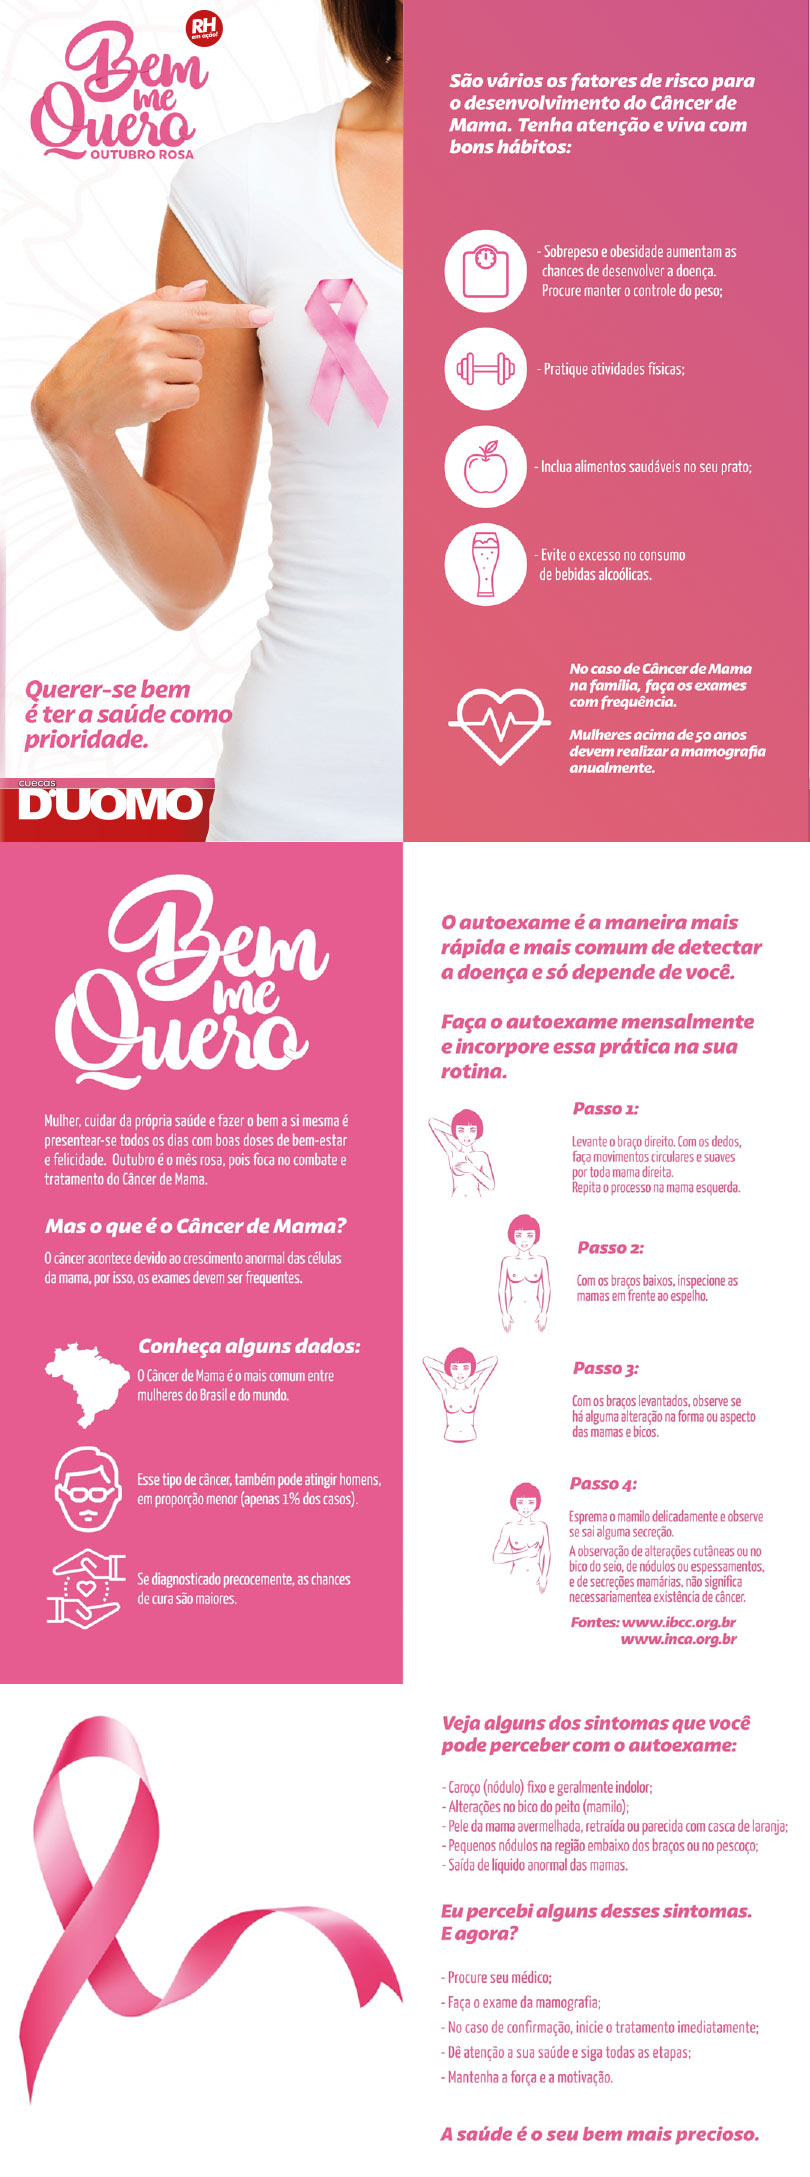 RH
em ação!
Bem
me
Quero
OUTUBRO ROSA
Querer-se bem
é ter a saúde como
prioridade.
cuecas
D'UOMO
São vários os fatores de risco para
o desenvolvimento do Câncer de
Mama. Tenha atenção e viva com
bons hábitos:
- Sobrepeso e obesidade aumentam as
chances de desenvolver a doença.
Procure manter o controle do peso;
- Pratique atividades físicas;
- Inclua alimentos saudáveis no seu prato;
- Evite o excesso no consumo
de bebidas alcoólicas.
No caso de Câncer de Mama
na família, faça os exames
com frequência.
Mulheres acima de 50 anos
devem realizar a mamografia
anualmente.
Bem
me
Quero
Mulher, cuidar da própria saúde e fazer o bem a si mesma é
presentear-se todos os dias com boas doses de bem-estar
e felicidade. Outubro é o mês rosa, pois foca no combate e
tratamento do Câncer de Mama.
Mas o que é o Câncer de Mama?
O câncer acontece devido ao crescimento anormal das células
da mama, por isso, os exames devem ser frequentes.
Conheça alguns dados:
O Câncer de Mama é o mais comum entre
mulheres do Brasil e do mundo.
Esse tipo de câncer, também pode atingir homens,
em proporção menor (apenas 1% dos casos).
Se diagnosticado precocemente, as chances
de cura são maiores.
O autoexame é a maneira mais
rápida e mais comum de detectar
a doença e só depende de você.
Faça o autoexame mensalmente
e incorpore essa prática na sua
rotina.
Passo 1:
Levante o braço direito. Com os dedos,
faça movimentos circulares e suaves
por toda mama direita.
Repita o processo na mama esquerda.
Passo 2:
Com os braços baixos, inspecione as
mamas em frente ao espelho.
Passo 3:
Com os braços levantados, observe se
há alguma alteração na forma ou aspecto
das mamas e bicos.
Passo 4:
Esprema o mamilo delicadamente e observe
se sai alguma secreção.
A observação de alterações cutâneas ou no
bico do seio, de nódulos ou espessamentos,
e de secreções mamárias, não significa
necessariamentea existência de câncer.
Fontes: www.ibcc.org.br
www.inca.org.br
Veja alguns dos sintomas que você
pode perceber com o autoexame:
- Caroço (nódulo) fixo e geralmente indolor;
- Alterações no bico do peito (mamilo);
- Pele da mama avermelhada, retraída ou parecida com casca de laranja;
- Pequenos nódulos na região embaixo dos braços ou no pescoço;
- Saída de líquido anormal das mamas.
Eu percebi alguns desses sintomas.
E agora?
- Procure seu médico;
- Faça o exame da mamografia;
- No caso de confirmação, inicie o tratamento imediatamente;
- Dê atenção a sua saúde e siga todas as etapas;
- Mantenha a força e a motivação.
A saúde é o seu bem mais precioso.